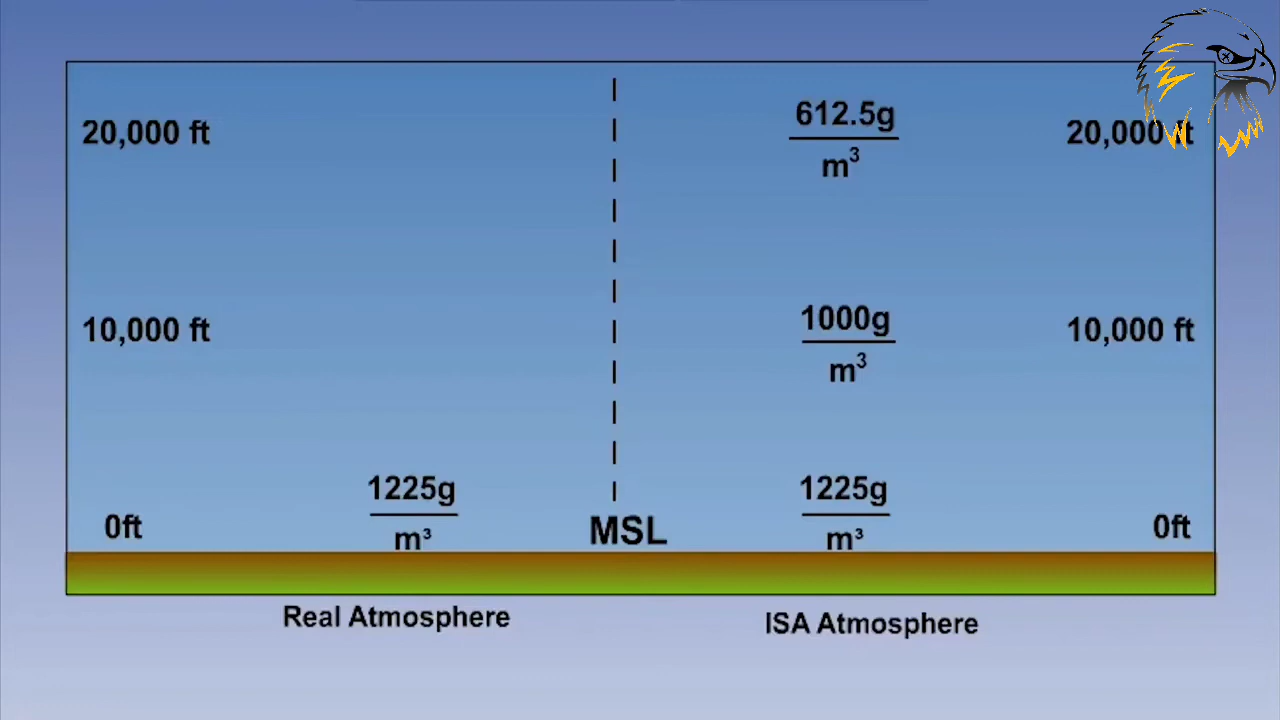 20,000 ft
612.5g
m³
20,000 ft
10,000 ft
1000g
m³
10,000 ft
1225g
m³
1225g
m³
0ft
MSL
0ft
Real Atmosphere
ISA Atmosphere